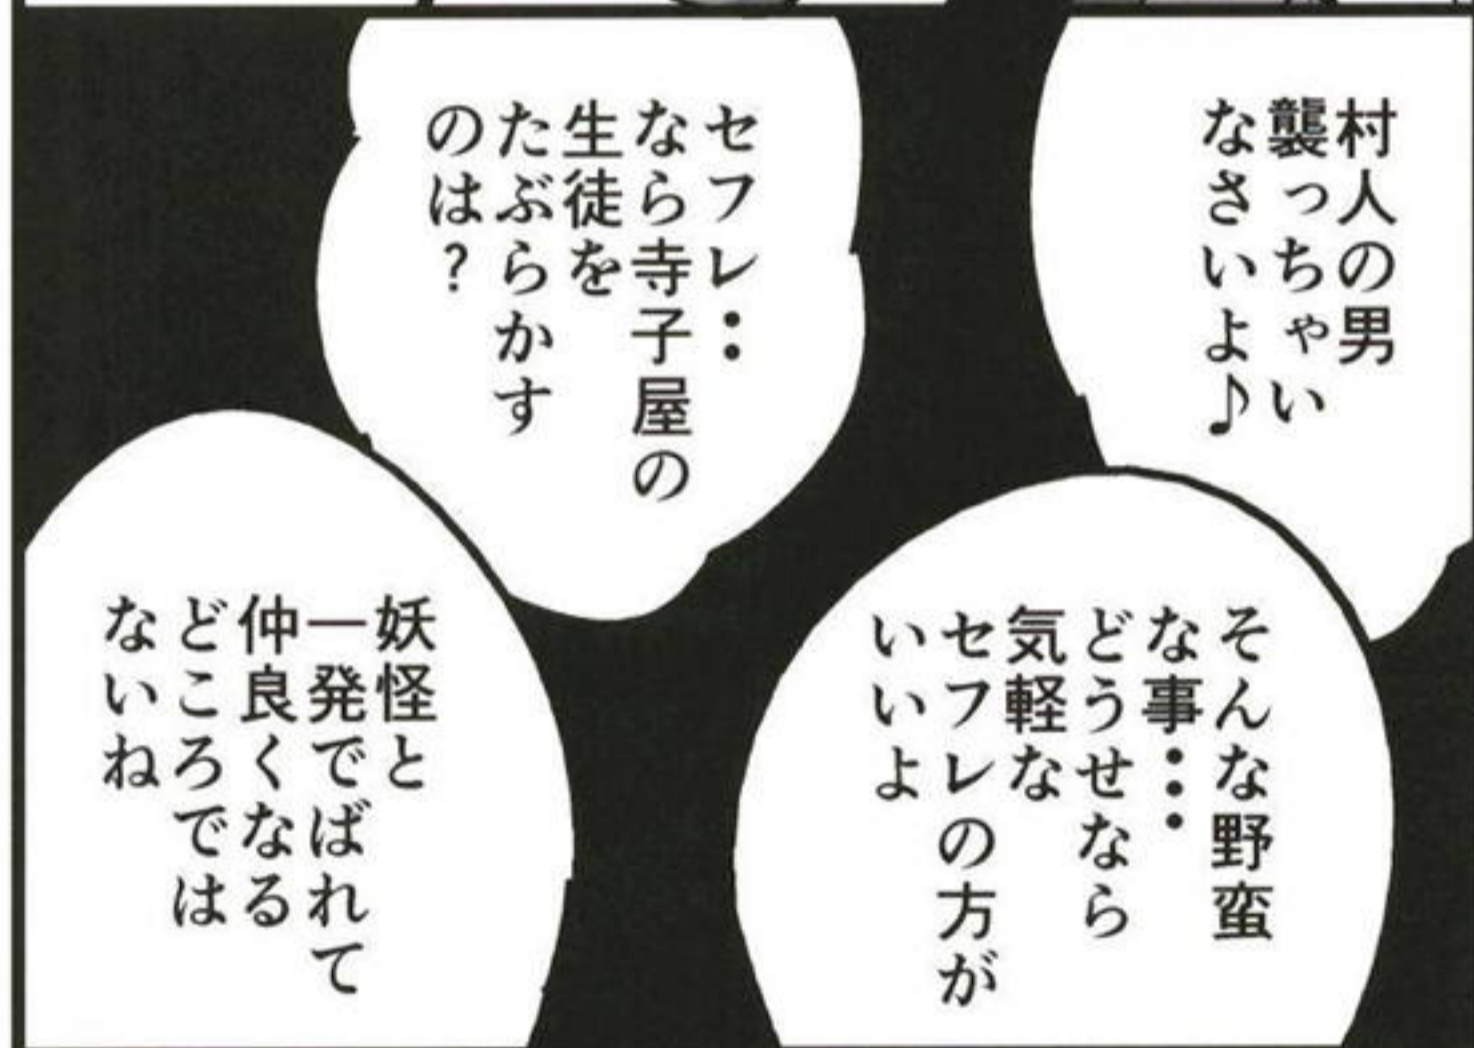 村人の男
襲っちゃい
なさいよ♪
そんな野蛮
な事・・・
どうせなら
気軽な
セフレの方が
いいよ
セフレ・・
なら寺子屋の
生徒を
たぶらかす
のは?
妖怪と
一発でばれて
仲良くなる
どころでは
ないね